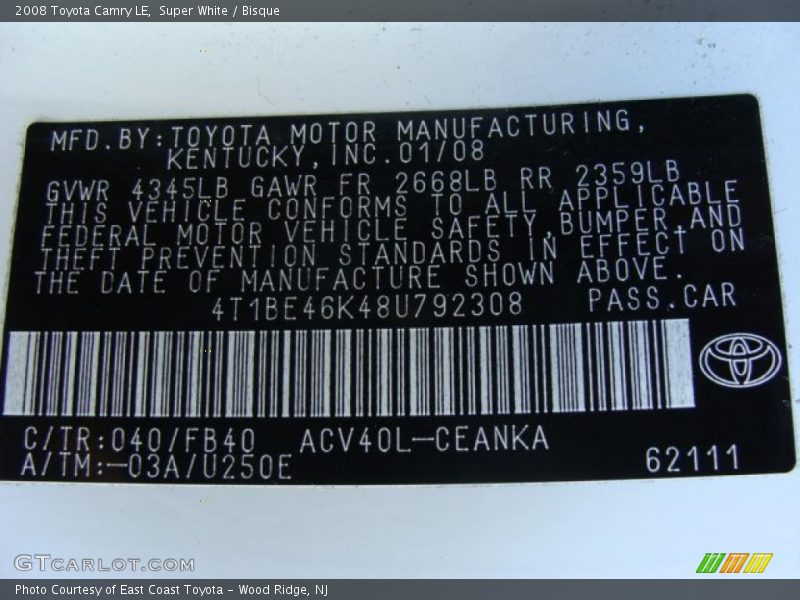 2008 Toyota Camry LE,  Super White / Bisque
MFD.BY:TOYOTA MOTOR MANUFACTURING,
KENTUCKY,INC.01/08
GVWR 4345LB GAWR FR 2668LB RR 2359LB
THIS VEHICLE CONFORMS TO ALL APPLICABLE
FEDERAL MOTOR VEHICLE SAFETY,BUMPER,AND
THEFT PREVENTION STANDARDS IN EFFECT ON
THE DATE OF MANUFACTURE SHOWN ABOVE.
4T1BE46K48U792308 PASS.CAR
C/TR:040/FB40 ACV40L-CEANKA
A/TM:-03A/U250E 62111
GTCARLOT.COM
Photo Courtesy of East Coast Toyota - Wood Ridge, NJ